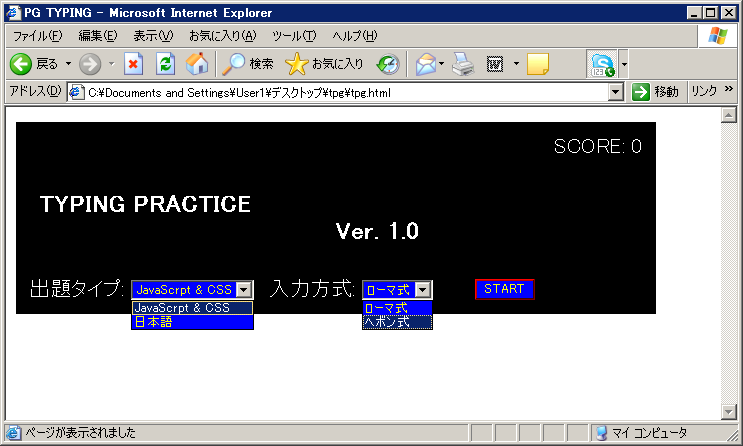 PG TYPING - Microsoft Internet Explorer
ファイル(F) 編集(E) 表示(V) お気に入り(A) ツール(T) ヘルプ(H)
戻る 検索 お気に入り 123
アドレス(D) C:¥Documents and Settings¥User1¥デスクトップ¥tpg¥tpg.html 移動 リンク »
SCORE: 0
TYPING PRACTICE
Ver. 1.0
出題タイプ: JavaScrpt & CSS 入力方式: ローマ式 START
JavaScrpt & CSS ローマ式
日本語 ヘボン式
ページが表示されました マイ コンピュータ